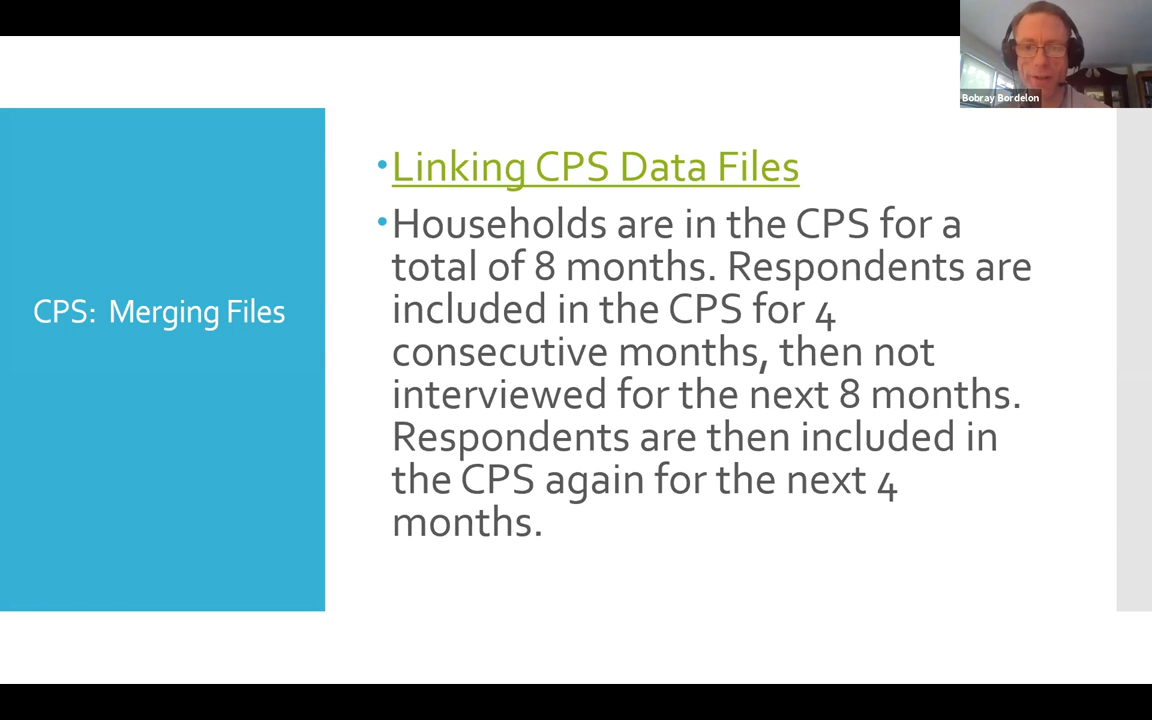 Bobray Bordelon
CPS:  Merging Files
•Linking CPS Data Files
•Households are in the CPS for a
total of 8 months. Respondents are
included in the CPS for 4
consecutive months, then not
interviewed for the next 8 months.
Respondents are then included in
the CPS again for the next 4
months.